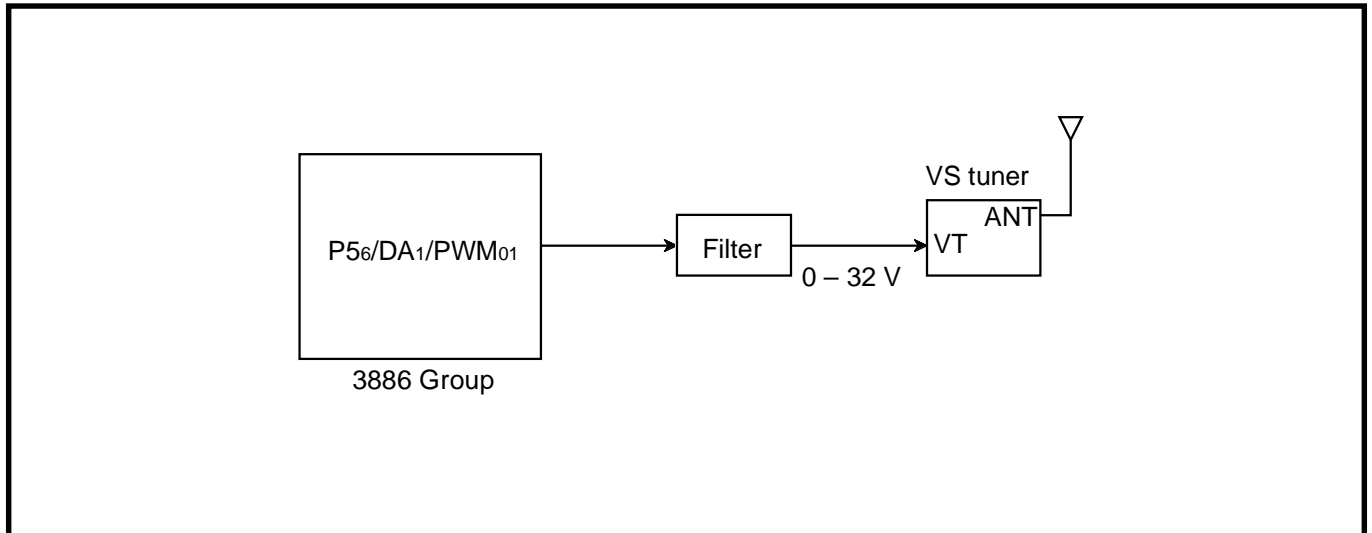 VS tuner
ANT
P56/DA1/PWM01
Filter
VT
0 – 32 V
3886 Group